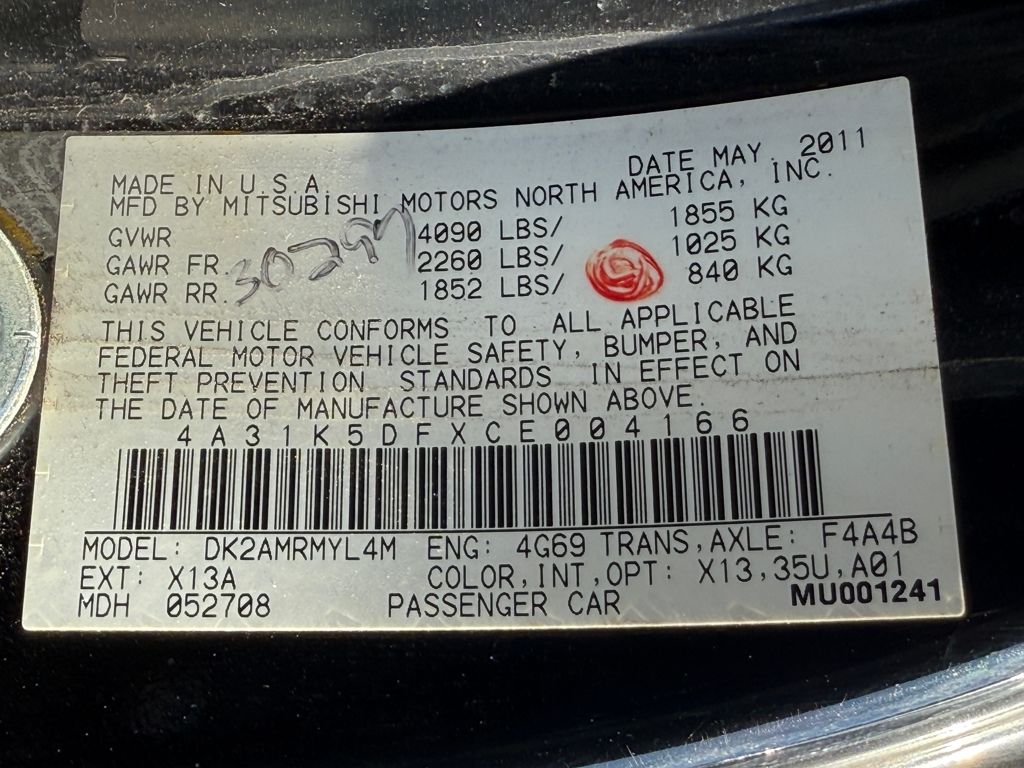 DATE MAY, 2011
MADE IN U.S.A.
MFD BY MITSUBISHI MOTORS NORTH AMERICA, INC.
GVWR 4090 LBS/ 1855 KG
GAWR FR. 2260 LBS/ 1025 KG
GAWR RR. 1852 LBS/ 840 KG
THIS VEHICLE CONFORMS TO ALL APPLICABLE
FEDERAL MOTOR VEHICLE SAFETY, BUMPER, AND
THEFT PREVENTION STANDARDS IN EFFECT ON
THE DATE OF MANUFACTURE SHOWN ABOVE.
4A31K5DFXCE004166
MODEL: DK2AMRMYL4M ENG: 4G69 TRANS,AXLE: F4A4B
EXT: X13A COLOR,INT,OPT: X13,35U,A01
MDH 052708 PASSENGER CAR MU001241